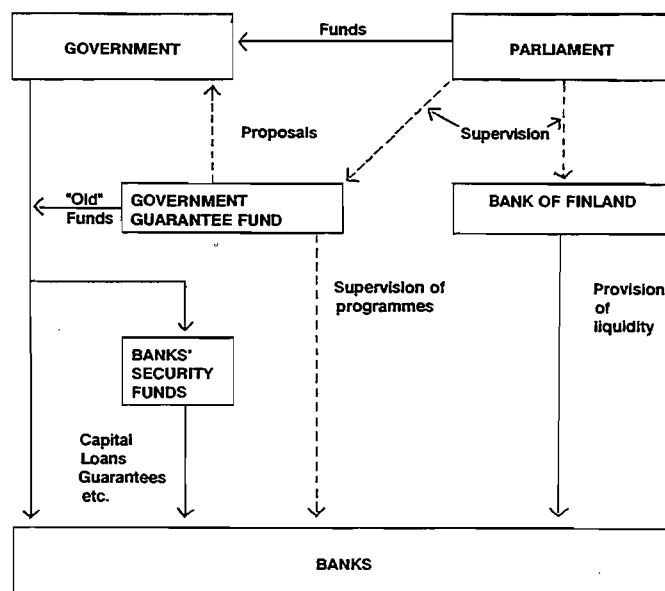 Funds
GOVERNMENT
PARLIAMENT
Proposals
Supervision
"Old"
Funds
GOVERNMENT
GUARANTEE FUND
BANK OF FINLAND
Supervision of
programmes
Provision
of
liquidity
BANKS'
SECURITY
FUNDS
Capital
Loans
Guarantees
etc.
BANKS